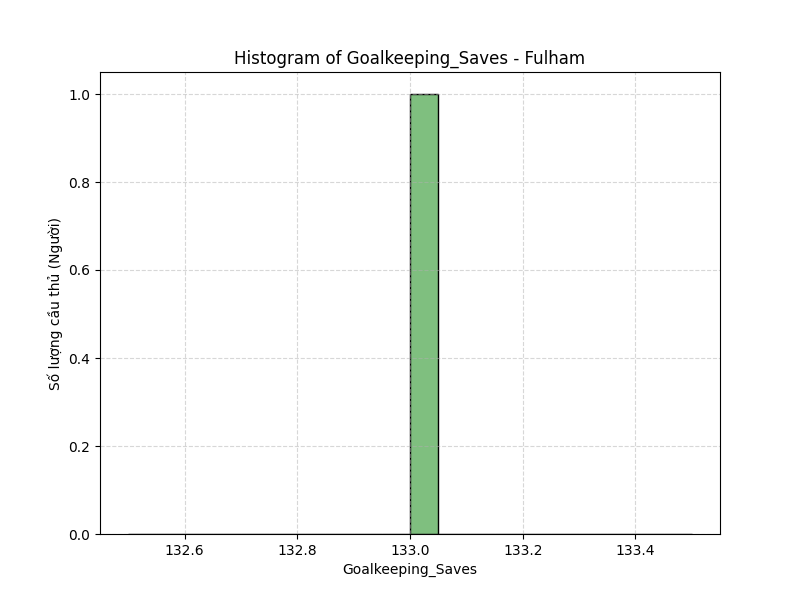 Histogram of Goalkeeping_Saves - Fulham
Số lượng cầu thủ (Người)
1.0
0.8
0.6
0.4
0.2
0.0
132.6 132.8 133.0 133.2 133.4
Goalkeeping_Saves